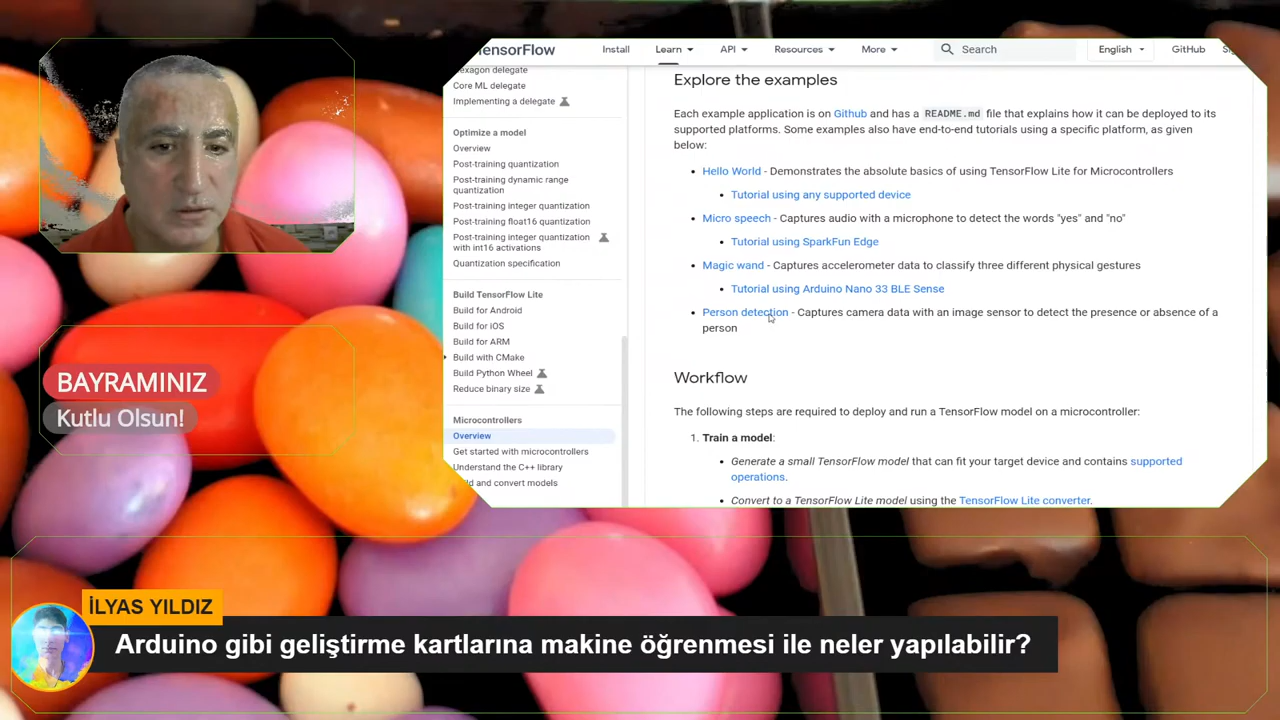 TensorFlow
Install
Learn
API
Resources
More
Search
English
GitHub
Hexagon delegate
Core ML delegate
Implementing a delegate
Optimize a model
Overview
Post-training quantization
Post-training dynamic range
quantization
Post-training integer quantization
Post-training float16 quantization
Post-training integer quantization
with int16 activations
Quantization specification
Build TensorFlow Lite
Build for Android
Build for iOS
Build for ARM
Build with CMake
Build Python Wheel
Reduce binary size
Microcontrollers
Overview
Get started with microcontrollers
Understand the C++ library
Build and convert models
Explore the examples
Each example application is on Github and has a README.md file that explains how it can be deployed to its
supported platforms. Some examples also have end-to-end tutorials using a specific platform, as given
below:
• Hello World - Demonstrates the absolute basics of using TensorFlow Lite for Microcontrollers
• Tutorial using any supported device
• Micro speech - Captures audio with a microphone to detect the words "yes" and "no"
• Tutorial using SparkFun Edge
• Magic wand - Captures accelerometer data to classify three different physical gestures
• Tutorial using Arduino Nano 33 BLE Sense
• Person detection - Captures camera data with an image sensor to detect the presence or absence of a
person
Workflow
The following steps are required to deploy and run a TensorFlow model on a microcontroller:
1. Train a model:
• Generate a small TensorFlow model that can fit your target device and contains supported
operations.
• Convert to a TensorFlow Lite model using the TensorFlow Lite converter.
BAYRAMINIZ
Kutlu Olsun!
İLYAS YILDIZ
Arduino gibi geliştirme kartlarına makine öğrenmesi ile neler yapılabilir?